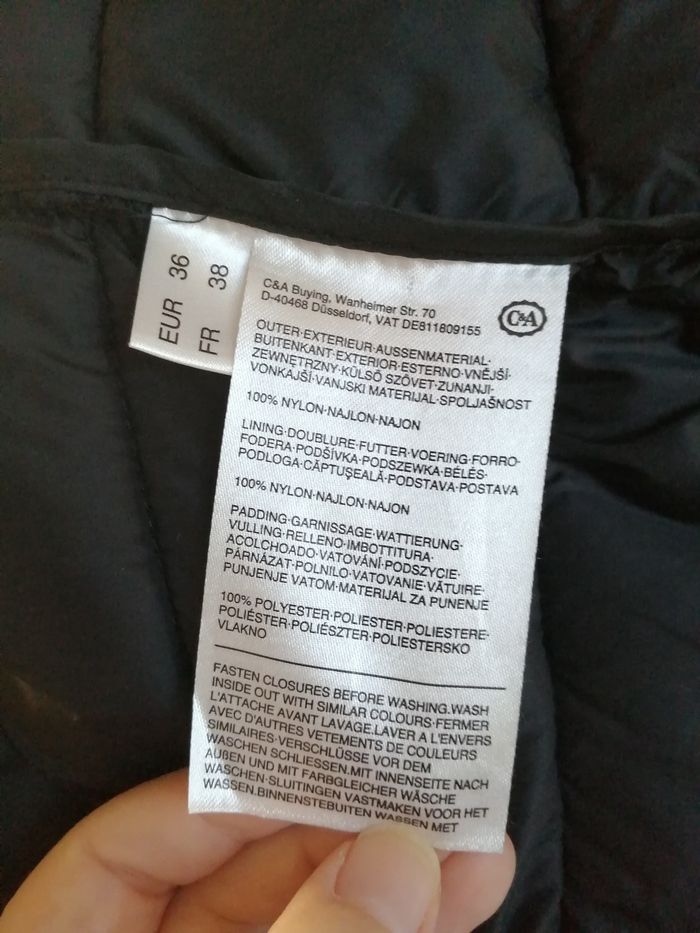 EUR 36
FR 38
C&A Buying, Wanheimer Str. 70
D-40468 Düsseldorf, VAT DE811809155
C&A
OUTER·EXTERIEUR·AUSSENMATERIAL·
BUITENKANT·EXTERIOR·ESTERNO·VNĚJŠÍ·
ZEWNĘTRZNY·KÜLSŐ SZÖVET·ZUNANJI·
VONKAJŠÍ·VANJSKI MATERIJAL·SPOLJAŠNOST
100% NYLON·NAJLON·NAJON
LINING·DOUBLURE·FUTTER·VOERING·FORRO·
FODERA·PODŠÍVKA·PODSZEWKA·BÉLÉS·
PODLOGA·CĂPTUŞEALĂ·PODSTAVA·POSTAVA
100% NYLON·NAJLON·NAJON
PADDING·GARNISSAGE·WATTIERUNG·
VULLING·RELLENO·IMBOTTITURA·
ACOLCHOADO·VATOVÁNÍ·PODSZYCIE·
PÁRNÁZAT·POLNILO·VATOVANIE·VĂTUIRE·
PUNJENJE VATOM·MATERIJAL ZA PUNENJE
100% POLYESTER·POLIESTER·POLIESTERE·
POLIÉSTER·POLIÉSZTER·POLIESTERSKO
VLAKNO
FASTEN CLOSURES BEFORE WASHING.WASH
INSIDE OUT WITH SIMILAR COLOURS·FERMER
L'ATTACHE AVANT LAVAGE.LAVER A L'ENVERS
AVEC D'AUTRES VETEMENTS DE COULEURS
SIMILAIRES·VERSCHLÜSSE VOR DEM
WASCHEN SCHLIESSEN.MIT INNENSEITE NACH
AUßEN UND MIT FARBGLEICHER WÄSCHE
WASCHEN·SLUITINGEN VASTMAKEN VOOR HET
WASSEN.BINNENSTEBUITEN WASSEN MET